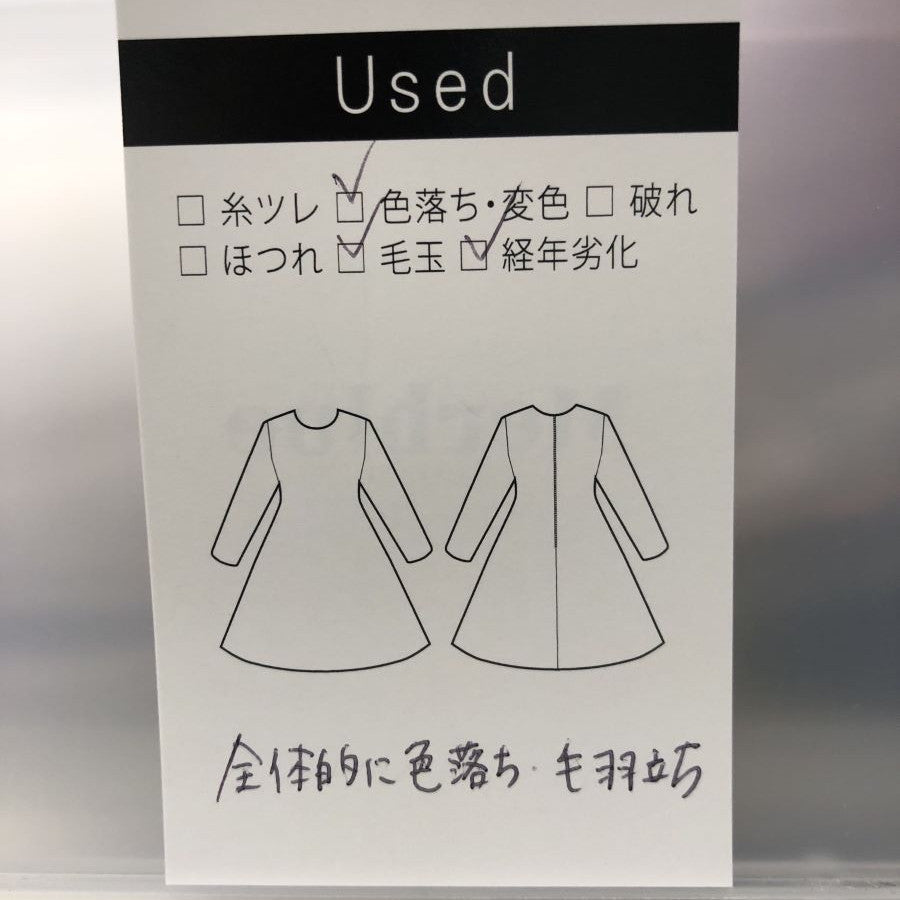 Used
□ 糸ツレ ☑ 色落ち・変色 □ 破れ
□ ほつれ ☑ 毛玉 ☑ 経年劣化
全体的に色落ち・毛羽立ち